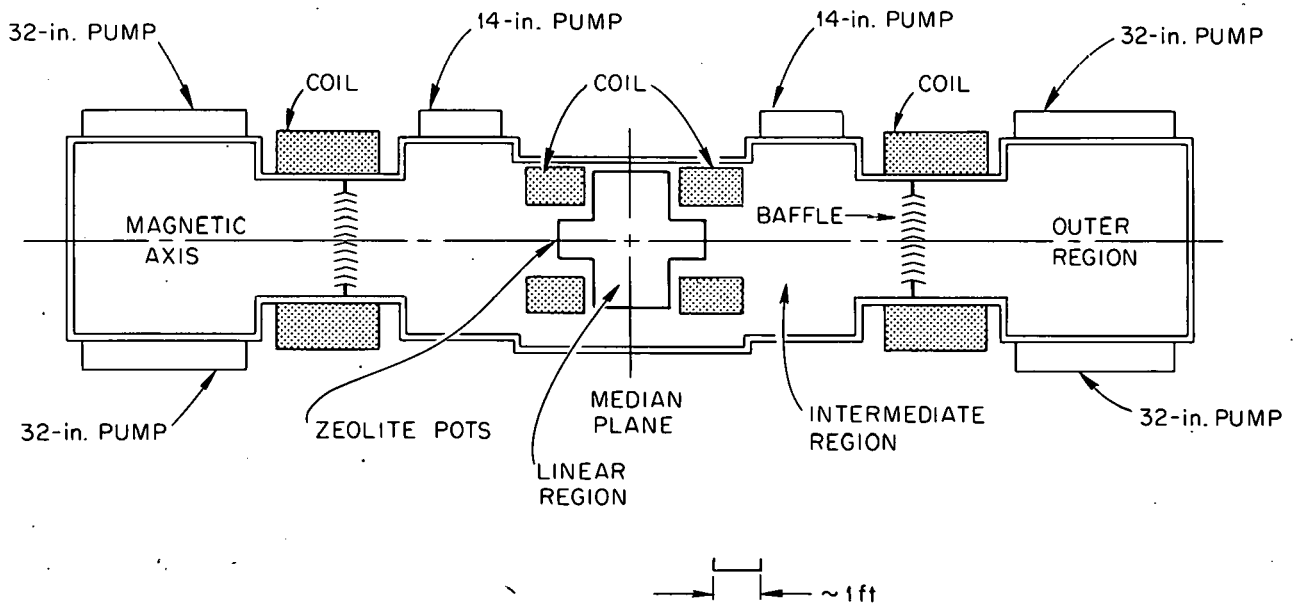 32-in. PUMP
14-in. PUMP
14-in. PUMP
32-in. PUMP
COIL
COIL
COIL
MAGNETIC
AXIS
BAFFLE
OUTER
REGION
32-in. PUMP
ZEOLITE POTS
MEDIAN
PLANE
INTERMEDIATE
REGION
32-in. PUMP
LINEAR
REGION
~1ft